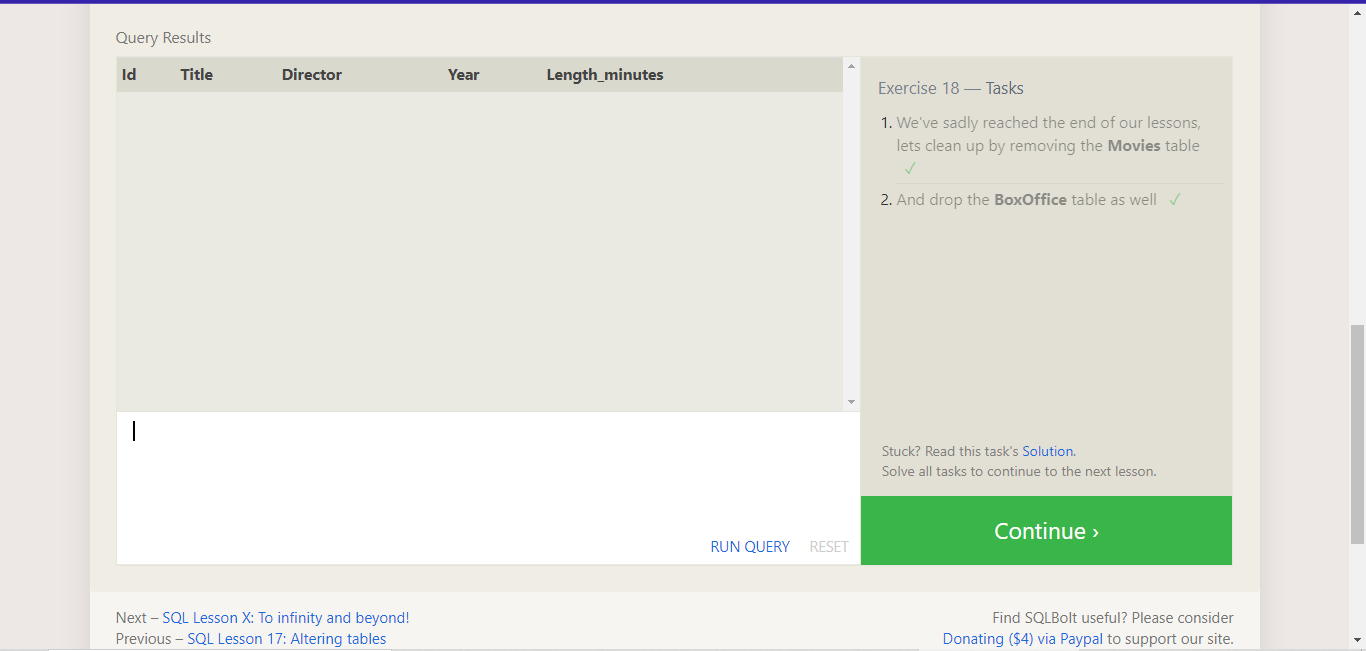 Query Results
Id Title Director Year Length_minutes
Exercise 18 — Tasks
1. We've sadly reached the end of our lessons,
lets clean up by removing the Movies table
✓
2. And drop the BoxOffice table as well ✓
Stuck? Read this task's Solution.
Solve all tasks to continue to the next lesson.
RUN QUERY RESET
Continue ›
Next – SQL Lesson X: To infinity and beyond!
Previous – SQL Lesson 17: Altering tables
Find SQLBolt useful? Please consider
Donating ($4) via Paypal to support our site.